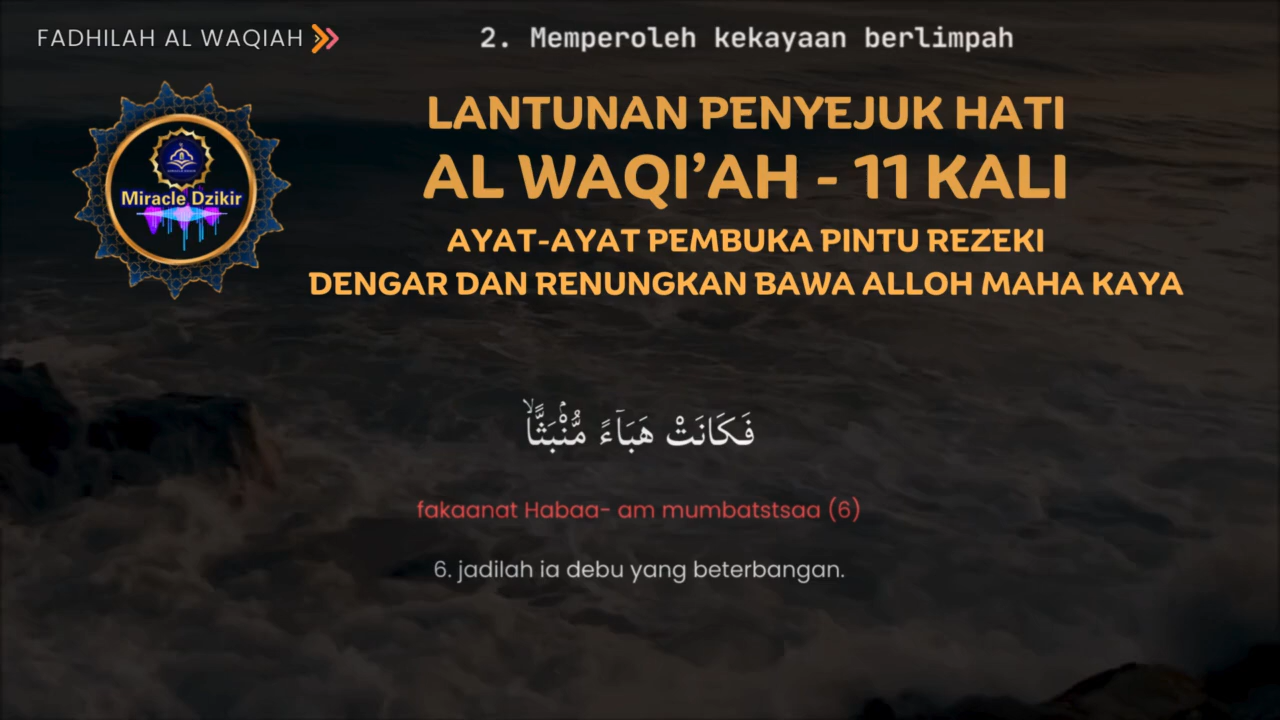 FADHILAH AL WAQIAH
2. Memperoleh kekayaan berlimpah
Miracle Dzikir
LANTUNAN PENYEJUK HATI
AL WAQI’AH - 11 KALI
AYAT-AYAT PEMBUKA PINTU REZEKI
DENGAR DAN RENUNGKAN BAWA ALLOH MAHA KAYA
فَكَانَتْ هَبَاۤءً مُّنْۢبَثًّاۙ
fakaanat Habaa- am mumbatstsaa (6)
6. jadilah ia debu yang beterbangan.